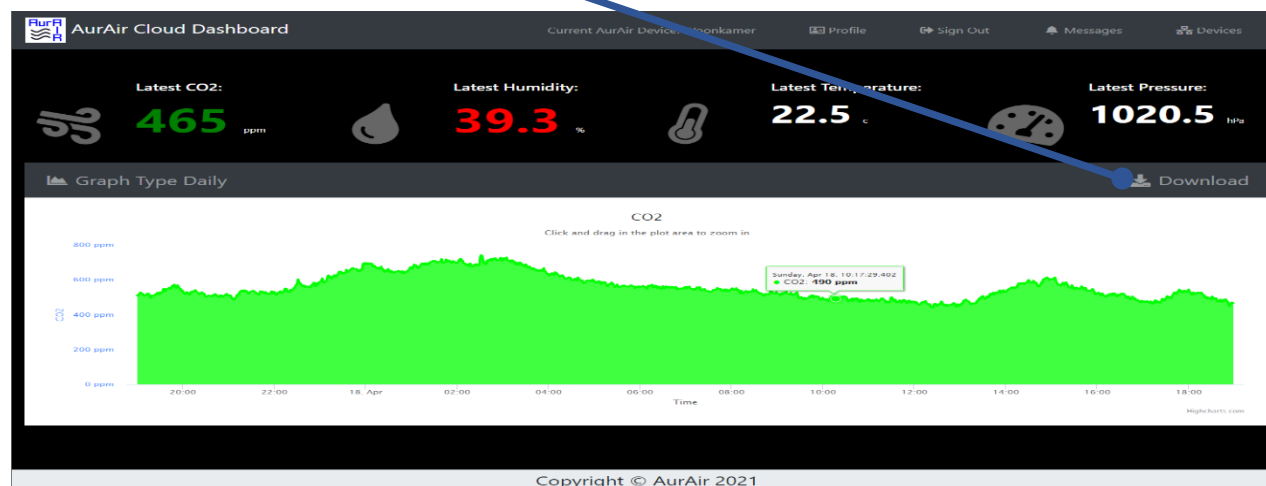 AurAir
AurAir Cloud Dashboard
Current AurAir Device: Woonkamer
Profile
Sign Out
Messages
Devices
Latest CO2:
465 ppm
Latest Humidity:
39.3 %
Latest Temperature:
22.5 c
Latest Pressure:
1020.5 hPa
Graph Type Daily
Download
CO2
Click and drag in the plot area to zoom in
800 ppm
600 ppm
400 ppm
200 ppm
0 ppm
CO2
Sunday, Apr 18, 10:17:29.402
CO2: 490 ppm
20:00
22:00
18. Apr
02:00
04:00
06:00
08:00
10:00
12:00
14:00
16:00
18:00
Time
Highcharts.com
Copyright © AurAir 2021